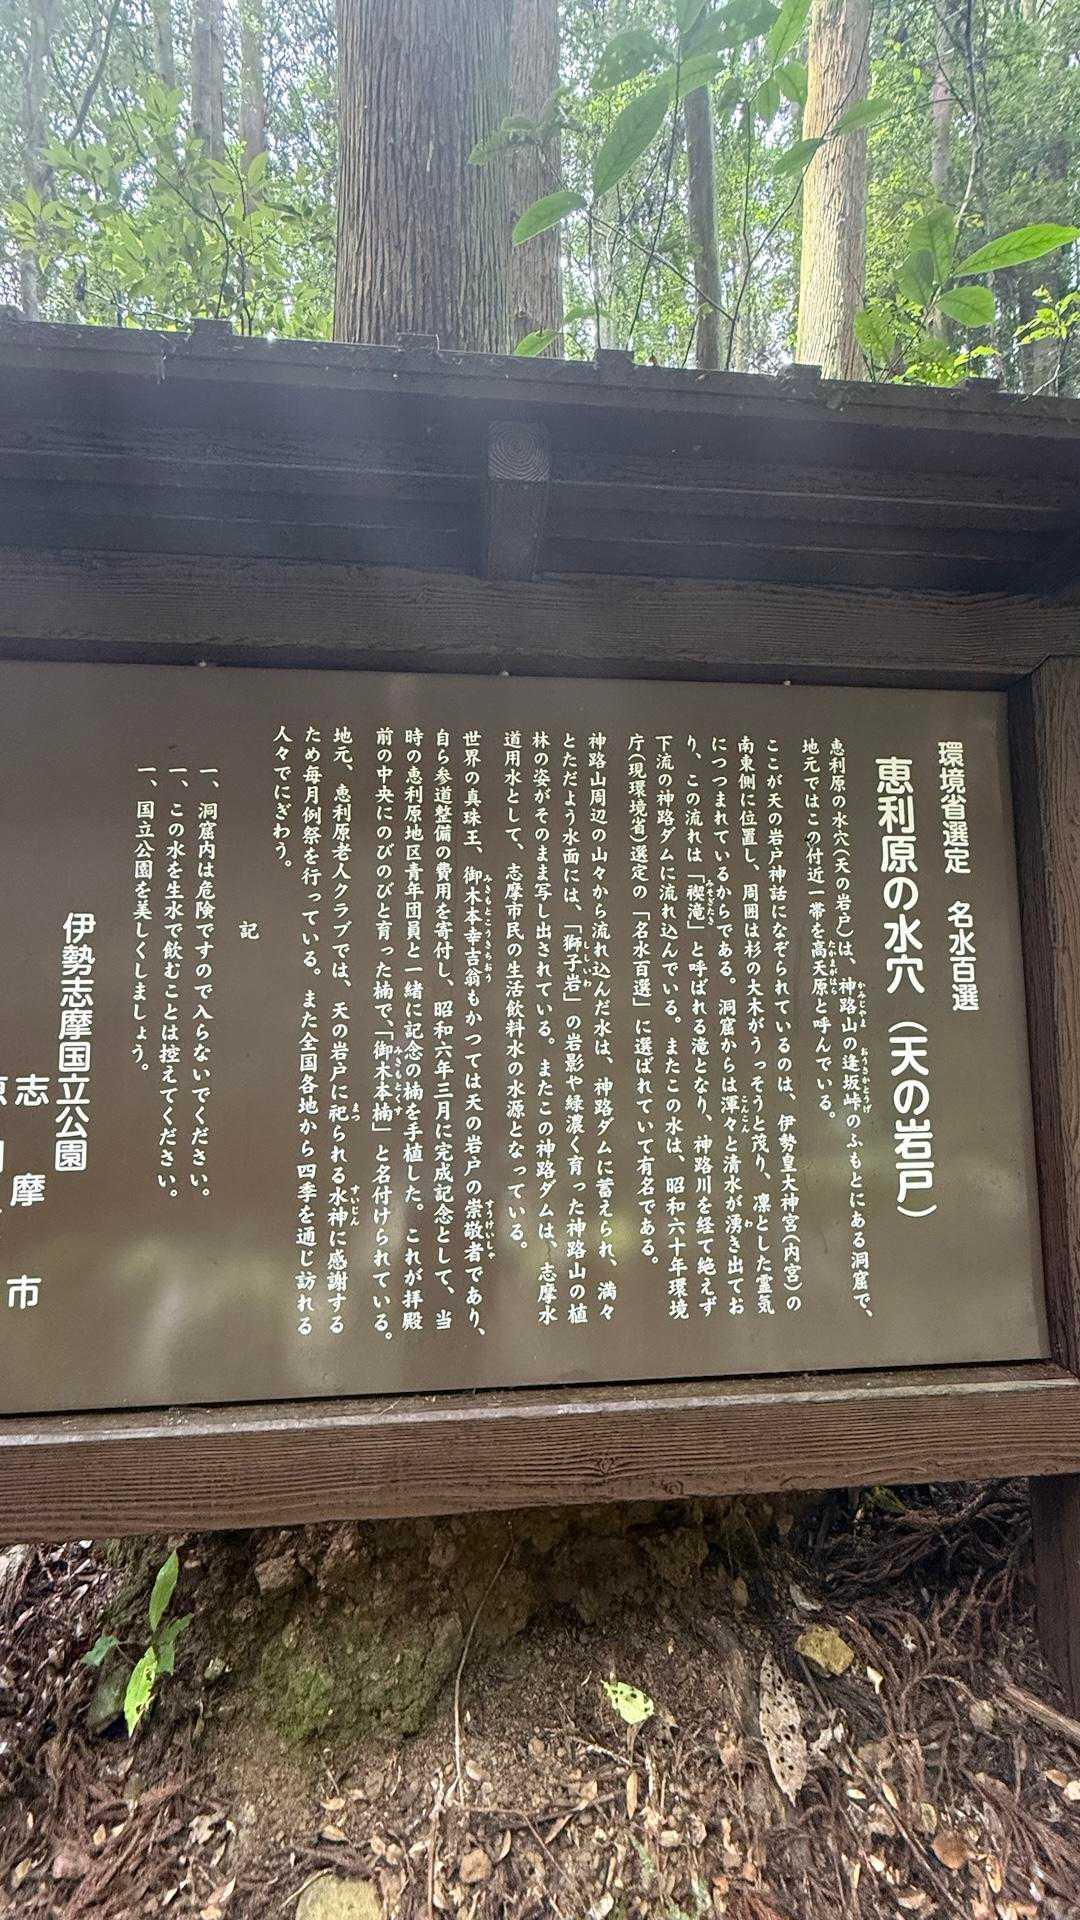 環境省選定　名水百選
恵利原の水穴（天の岩戸）
恵利原の水穴（天の岩戸）は、神路山の逢坂峠のふもとにある洞窟で、
地元ではこの付近一帯を高天原と呼んでいる。
ここが天の岩戸神話になぞられているのは、伊勢皇大神宮（内宮）の
南東側に位置し、周囲は杉の大木がうっそうと茂り、凛とした霊気
につつまれているからである。洞窟からは渾々と清水が湧き出てお
り、この流れは「禊滝」と呼ばれる滝となり、神路川を経て絶えず
下流の神路ダムに流れ込んでいる。またこの水は、昭和六十年環境
庁（現環境省）選定の「名水百選」に選ばれていて有名である。
神路山周辺の山々から流れ込んだ水は、神路ダムに蓄えられ、満々
とただよう水面には、「獅子岩」の岩影や緑濃く育った神路山の植
林の姿がそのまま写し出されている。またこの神路ダムは、志摩水
道用水として、志摩市民の生活飲料水の水源となっている。
世界の真珠王、御木本幸吉翁もかつては天の岩戸の崇敬者であり、
自ら参道整備の費用を寄付し、昭和六年三月に完成記念として、当
時の恵利原地区青年団員と一緒に記念の楠を手植した。これが拝殿
前の中央にのびのびと育った楠で、「御木本楠」と名付けられている。
地元、恵利原老人クラブでは、天の岩戸に祀られる水神に感謝する
ため毎月例祭を行っている。また全国各地から四季を通じ訪れる
人々でにぎわう。
記
一、洞窟内は危険ですので入らないでください。
一、この水を生水で飲むことは控えてください。
一、国立公園を美しくしましょう。
伊勢志摩国立公園
志摩市